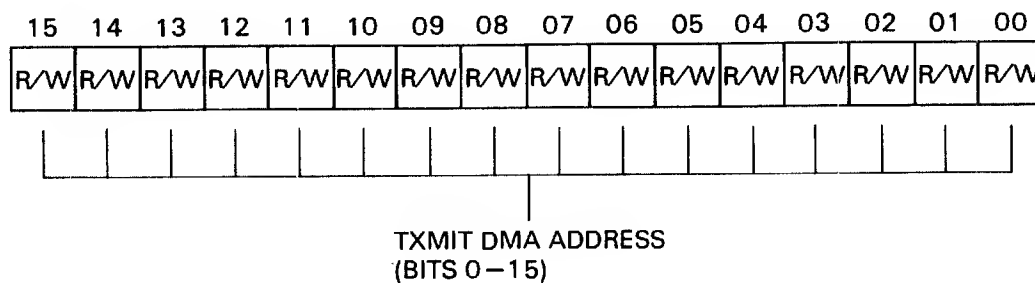 15 14 13 12 11 10 09 08 07 06 05 04 03 02 01 00
R/W R/W R/W R/W R/W R/W R/W R/W R/W R/W R/W R/W R/W R/W R/W R/W
TXMIT DMA ADDRESS
(BITS 0–15)